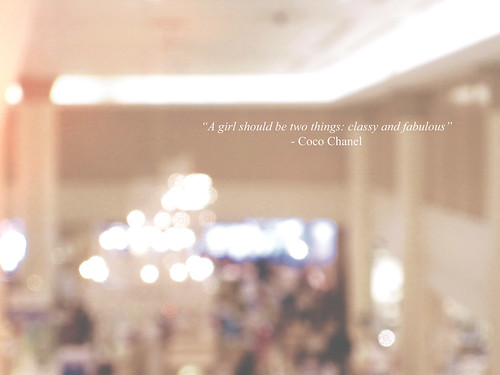 “A girl should be two things: classy and fabulous”
- Coco Chanel